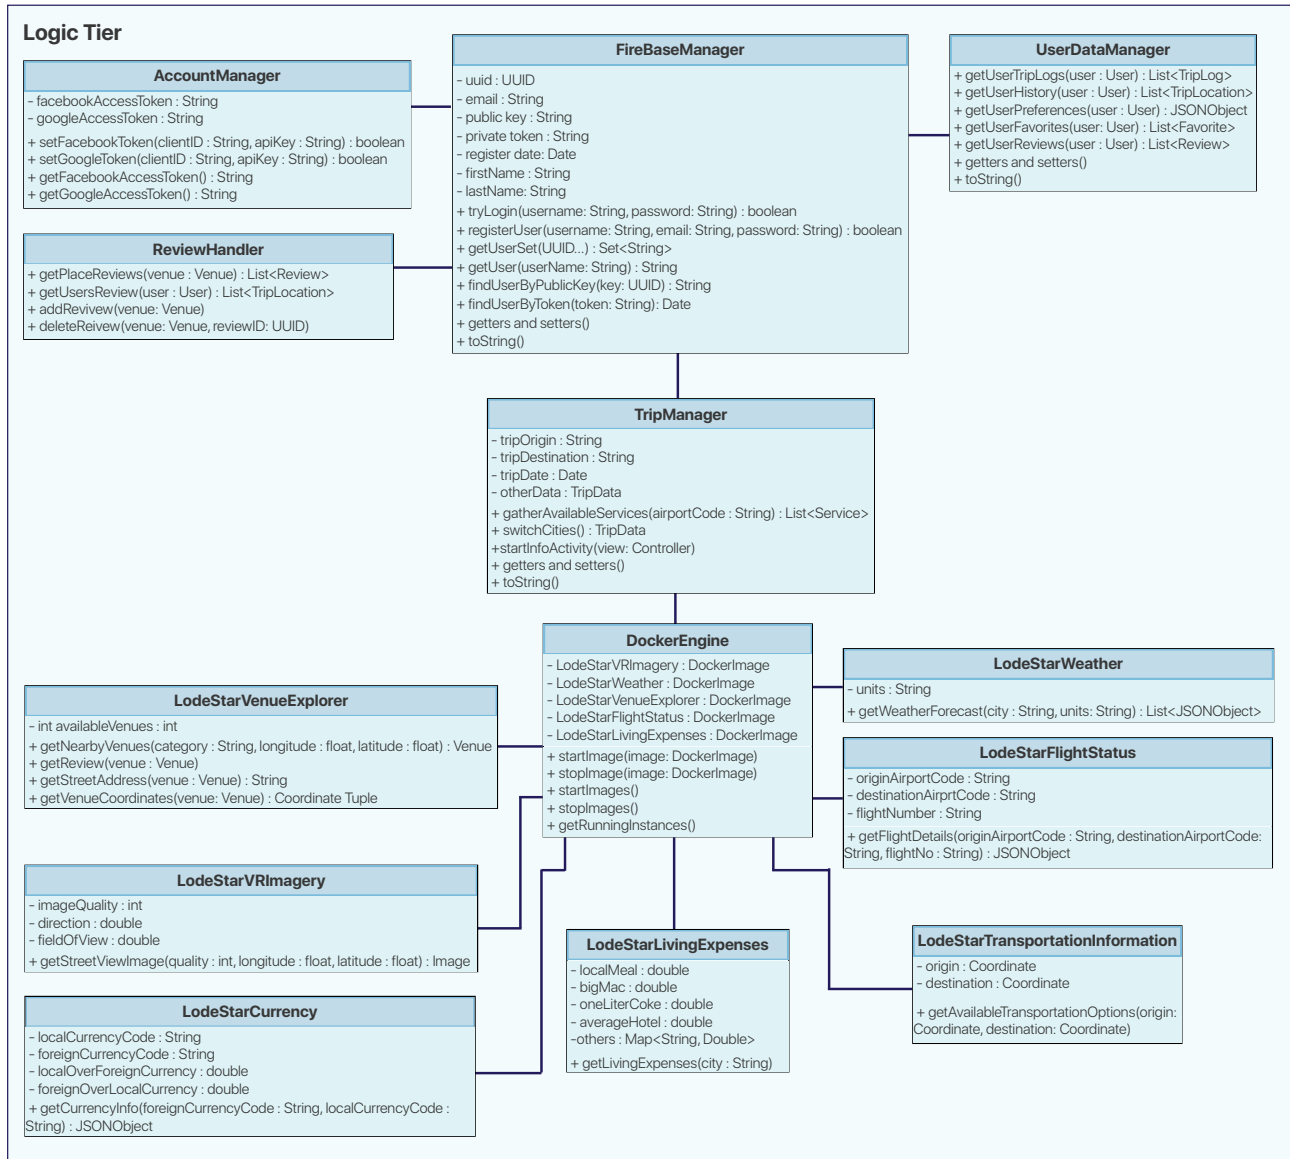 Logic Tier
AccountManager
- facebookAccessToken : String
- googleAccessToken : String
+ setFacebookToken(clientID : String, apiKey : String) : boolean
+ setGoogleToken(clientID : String, apiKey : String) : boolean
+ getFacebookAccessToken() : String
+ getGoogleAccessToken() : String
FireBaseManager
- uuid : UUID
- email : String
- public key : String
- private token : String
- register date: Date
- firstName : String
- lastName: String
+ tryLogin(username: String, password: String) : boolean
+ registerUser(username: String, email: String, password: String) : boolean
+ getUserSet(UUID...) : Set<String>
+ getUser(userName: String) : String
+ findUserByPublicKey(key: UUID) : String
+ findUserByToken(token: String): Date
+ getters and setters()
+ toString()
UserDataManager
+ getUserTripLogs(user : User) : List<TripLog>
+ getUserHistory(user : User) : List<TripLocation>
+ getUserPreferences(user : User) : JSONObject
+ getUserFavorites(user: User) : List<Favorite>
+ getUserReviews(user : User) : List<Review>
+ getters and setters()
+ toString()
ReviewHandler
+ getPlaceReviews(venue : Venue) : List<Review>
+ getUsersReview(user : User) : List<TripLocation>
+ addRevivew(venue: Venue)
+ deleteReivew(venue: Venue, reviewID: UUID)
TripManager
- tripOrigin : String
- tripDestination : String
- tripDate : Date
- otherData : TripData
+ gatherAvailableServices(airportCode : String) : List<Service>
+ switchCities() : TripData
+startInfoActivity(view: Controller)
+ getters and setters()
+ toString()
DockerEngine
- LodeStarVRImagery : DockerImage
- LodeStarWeather : DockerImage
- LodeStarVenueExplorer : DockerImage
- LodeStarFlightStatus : DockerImage
- LodeStarLivingExpenses : DockerImage
+ startImage(image: DockerImage)
+ stopImage(image: DockerImage)
+ startImages()
+ stopImages()
+ getRunningInstances()
LodeStarWeather
- units : String
+ getWeatherForecast(city : String, units: String) : List<JSONObject>
LodeStarVenueExplorer
- int availableVenues : int
+ getNearbyVenues(category : String, longitude : float, latitude : float) : Venue
+ getReview(venue : Venue)
+ getStreetAddress(venue : Venue) : String
+ getVenueCoordinates(venue: Venue) : Coordinate Tuple
LodeStarFlightStatus
- originAirportCode : String
- destinationAirprtCode : String
- flightNumber : String
+ getFlightDetails(originAirportCode : String, destinationAirportCode:
String, flightNo : String) : JSONObject
LodeStarVRImagery
- imageQuality : int
- direction : double
- fieldOfView : double
+ getStreetViewImage(quality : int, longitude : float, latitude : float) : Image
LodeStarLivingExpenses
- localMeal : double
- bigMac : double
- oneLiterCoke : double
- averageHotel : double
-others : Map<String, Double>
+ getLivingExpenses(city : String)
LodeStarTransportationInformation
- origin : Coordinate
- destination : Coordinate
+ getAvailableTransportationOptions(origin:
Coordinate, destination: Coordinate)
LodeStarCurrency
- localCurrencyCode : String
- foreignCurrencyCode : String
- localOverForeignCurrency : double
- foreignOverLocalCurrency : double
+ getCurrencyInfo(foreignCurrencyCode : String, localCurrencyCode :
String) : JSONObject